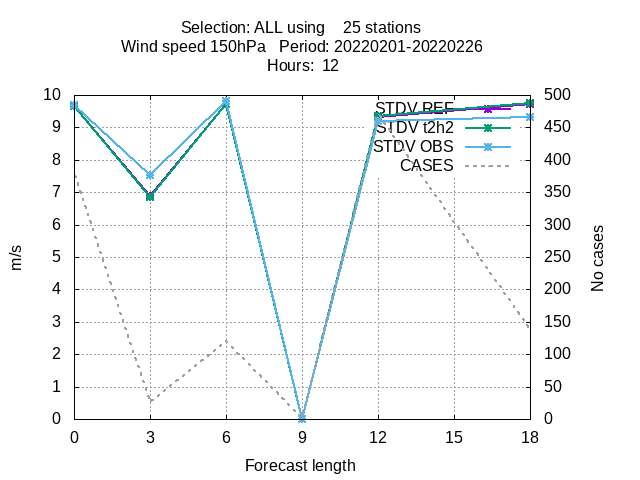 Selection: ALL using    25 stations
Wind speed 150hPa   Period: 20220201-20220226
Hours:  12
10
9
8
7
6
5
4
3
2
1
0
m/s
500
450
400
350
300
250
200
150
100
50
0
No cases
STDV REF
STDV t2h2
STDV OBS
CASES
0 3 6 9 12 15 18
Forecast length